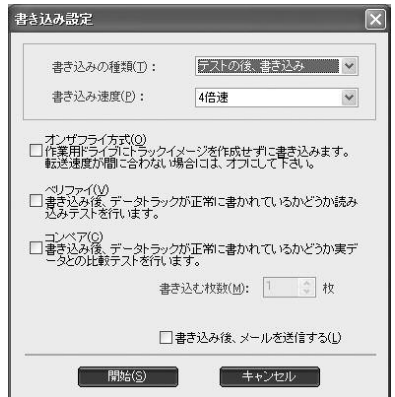 書き込み設定
書き込みの種類(T)： テストの後、書き込み
書き込み速度(P)： 4倍速
オンザフライ方式(O)
作業用ドライブにトラックイメージを作成せずに書き込みます。
転送速度が間に合わない場合には、オフにして下さい。
ベリファイ(V)
書き込み後、データトラックが正常に書かれているかどうか読み
込みテストを行います。
コンペア(C)
書き込み後、データトラックが正常に書かれているかどうか実デ
ータとの比較テストを行います。
書き込む枚数(M)： 1 枚
書き込み後、メールを送信する(L)
開始(S) キャンセル